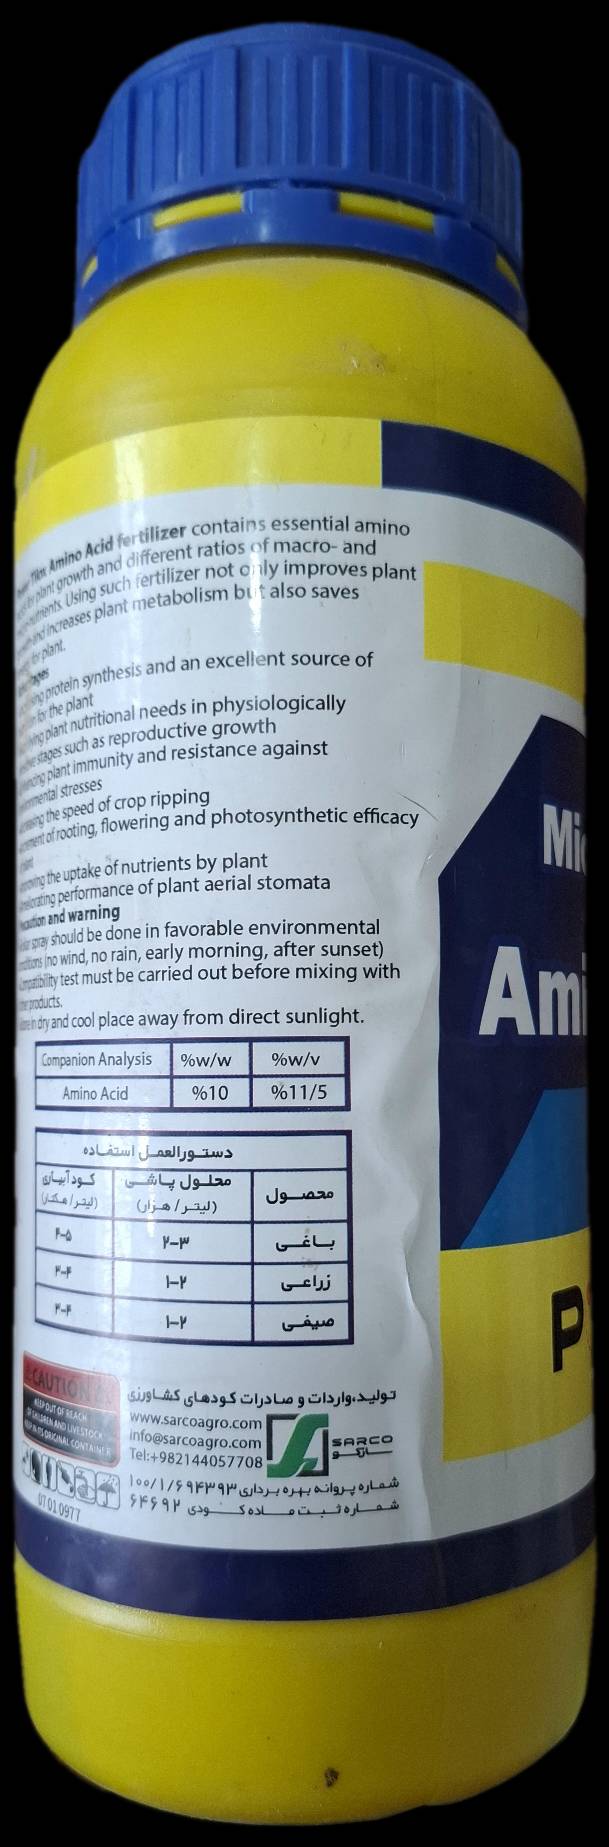 Amino Acid fertilizer contains essential amino
for plant growth and different ratios of macro- and
Using such fertilizer not only improves plant
and increases plant metabolism but also saves
for plant.
protein synthesis and an excellent source of
for the plant
plant nutritional needs in physiologically
stages such as reproductive growth
plant immunity and resistance against
stresses
the speed of crop ripping
of rooting, flowering and photosynthetic efficacy
the uptake of nutrients by plant
performance of plant aerial stomata
and warning
spray should be done in favorable environmental
(no wind, no rain, early morning, after sunset)
test must be carried out before mixing with
products.
in dry and cool place away from direct sunlight.
Companion Analysis %w/w %w/v
Amino Acid %10 %11/5
دستورالعمل استفاده
محصول محلول پاشی (لیتر/هزار) کود آبیاری (لیتر/هکتار)
باغی ۲-۳ ۴-۵
زراعی ۱-۲ ۳-۴
صیفی ۱-۲ ۳-۴
Mic
Ami
P
CAUTION
KEEP OUT OF REACH
OF CHILDREN AND LIVESTOCK
KEEP IN ITS ORIGINAL CONTAINER
07010977
تولید،واردات و صادرات کودهای کشاورزی
www.sarcoagro.com
info@sarcoagro.com
Tel:+982144057708
SARCO
سارکو
شماره پروانه بهره برداری ۱۰۰/۱/۶۹۴۳۹۳
شماره ثبت ماده کودی ۶۴۶۹۲